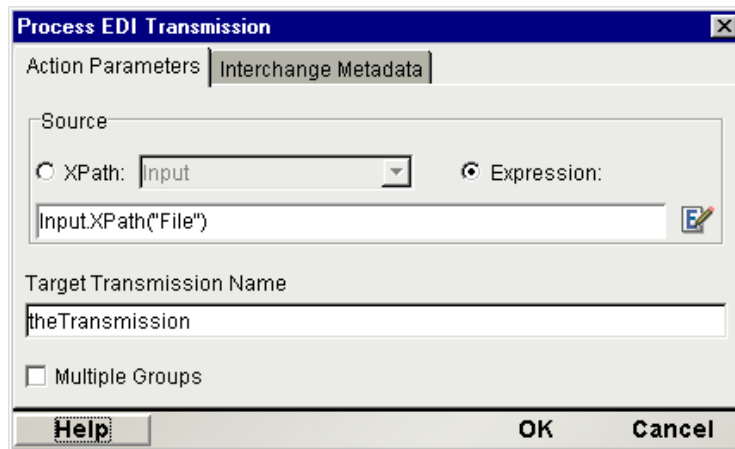 Process EDI Transmission
Action Parameters Interchange Metadata
Source
XPath: Input Expression:
Input.XPath("File")
Target Transmission Name
theTransmission
Multiple Groups
Help OK Cancel